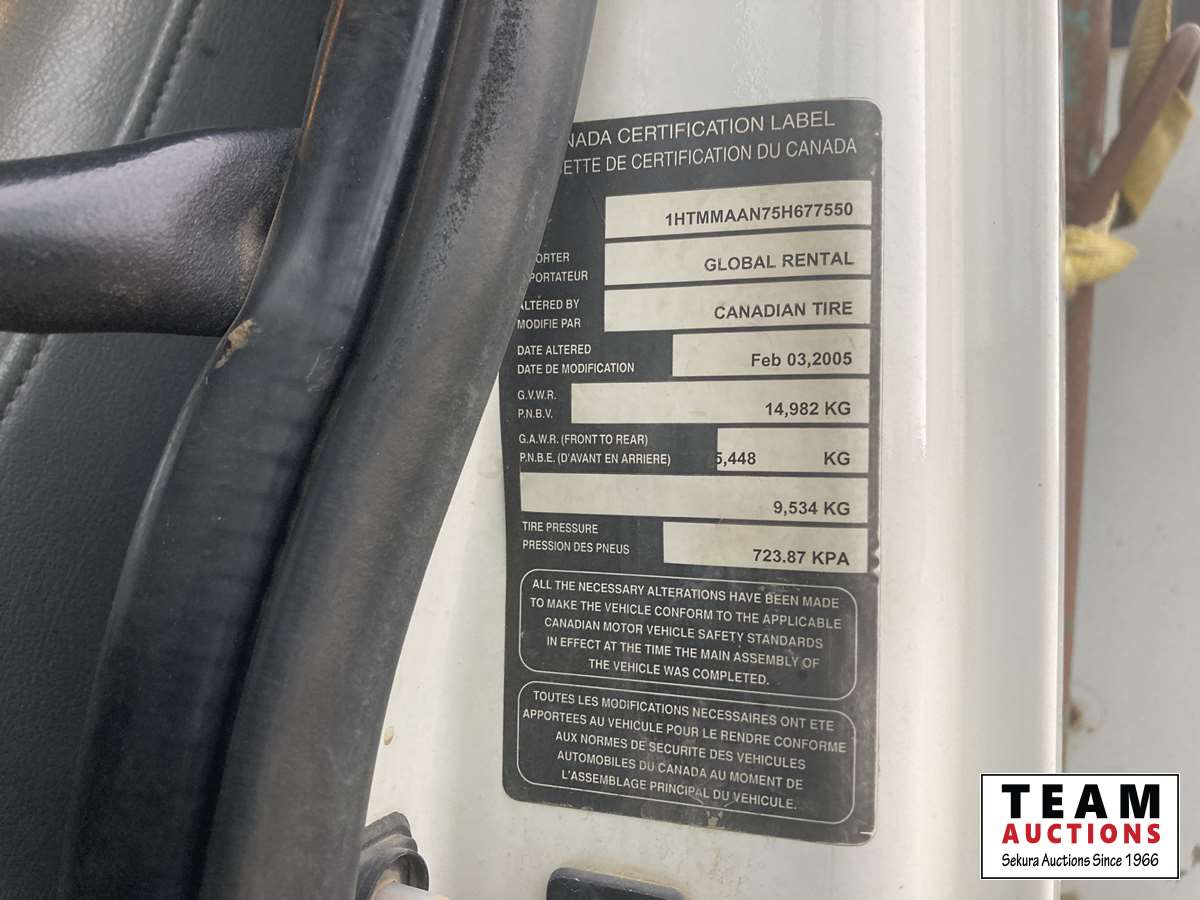 NADA CERTIFICATION LABEL
ETTE DE CERTIFICATION DU CANADA
1HTMMAAN75H677550
ORTER
PORTATEUR
GLOBAL RENTAL
ALTERED BY
MODIFIE PAR
CANADIAN TIRE
DATE ALTERED
DATE DE MODIFICATION
Feb 03,2005
G.V.W.R.
P.N.B.V.
14,982 KG
G.A.W.R. (FRONT TO REAR)
P.N.B.E. (D'AVANT EN ARRIERE)
5,448 KG
9,534 KG
TIRE PRESSURE
PRESSION DES PNEUS
723.87 KPA
ALL THE NECESSARY ALTERATIONS HAVE BEEN MADE
TO MAKE THE VEHICLE CONFORM TO THE APPLICABLE
CANADIAN MOTOR VEHICLE SAFETY STANDARDS
IN EFFECT AT THE TIME THE MAIN ASSEMBLY OF
THE VEHICLE WAS COMPLETED.
TOUTES LES MODIFICATIONS NECESSAIRES ONT ETE
APPORTEES AU VEHICULE POUR LE RENDRE CONFORME
AUX NORMES DE SECURITE DES VEHICULES
AUTOMOBILES DU CANADA AU MOMENT DE
L'ASSEMBLAGE PRINCIPAL DU VEHICULE.
TEAM
AUCTIONS
Sekura Auctions Since 1966